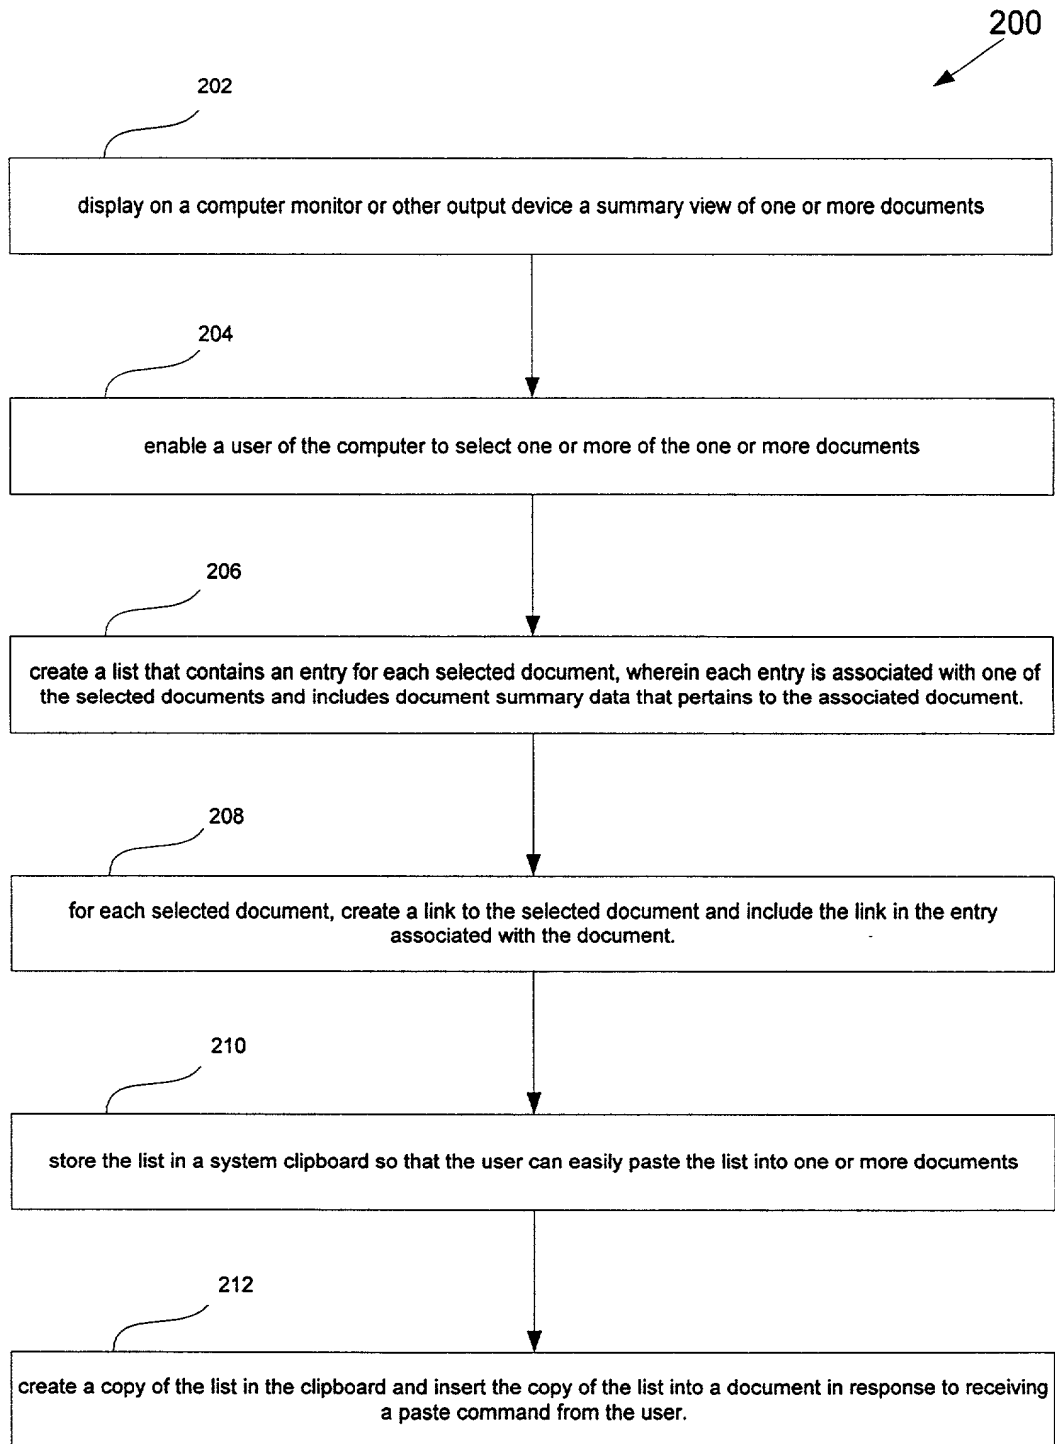 200
202
display on a computer monitor or other output device a summary view of one or more documents
204
enable a user of the computer to select one or more of the one or more documents
206
create a list that contains an entry for each selected document, wherein each entry is associated with one of
the selected documents and includes document summary data that pertains to the associated document.
208
for each selected document, create a link to the selected document and include the link in the entry
associated with the document.
210
store the list in a system clipboard so that the user can easily paste the list into one or more documents
212
create a copy of the list in the clipboard and insert the copy of the list into a document in response to receiving
a paste command from the user.